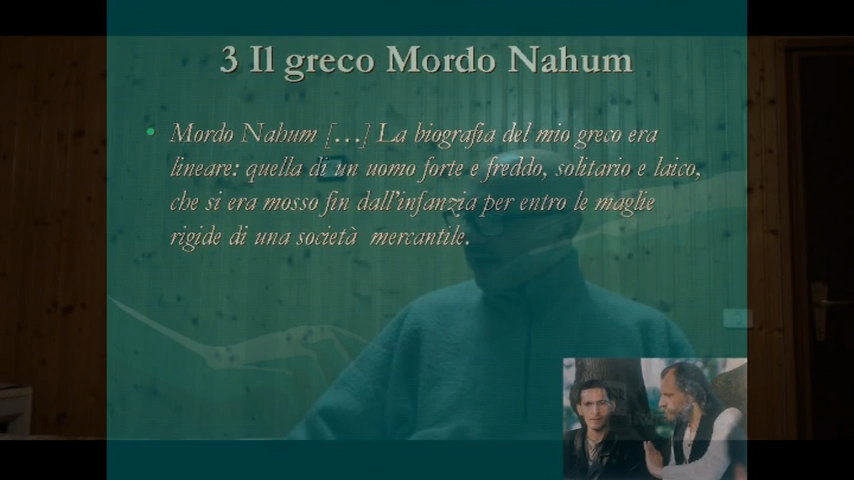 3 Il greco Mordo Nahum
Mordo Nahum […] La biografia del mio greco era
lineare: quella di un uomo forte e freddo, solitario e laico,
che si era mosso fin dall'infanzia per entro le maglie
rigide di una società mercantile.